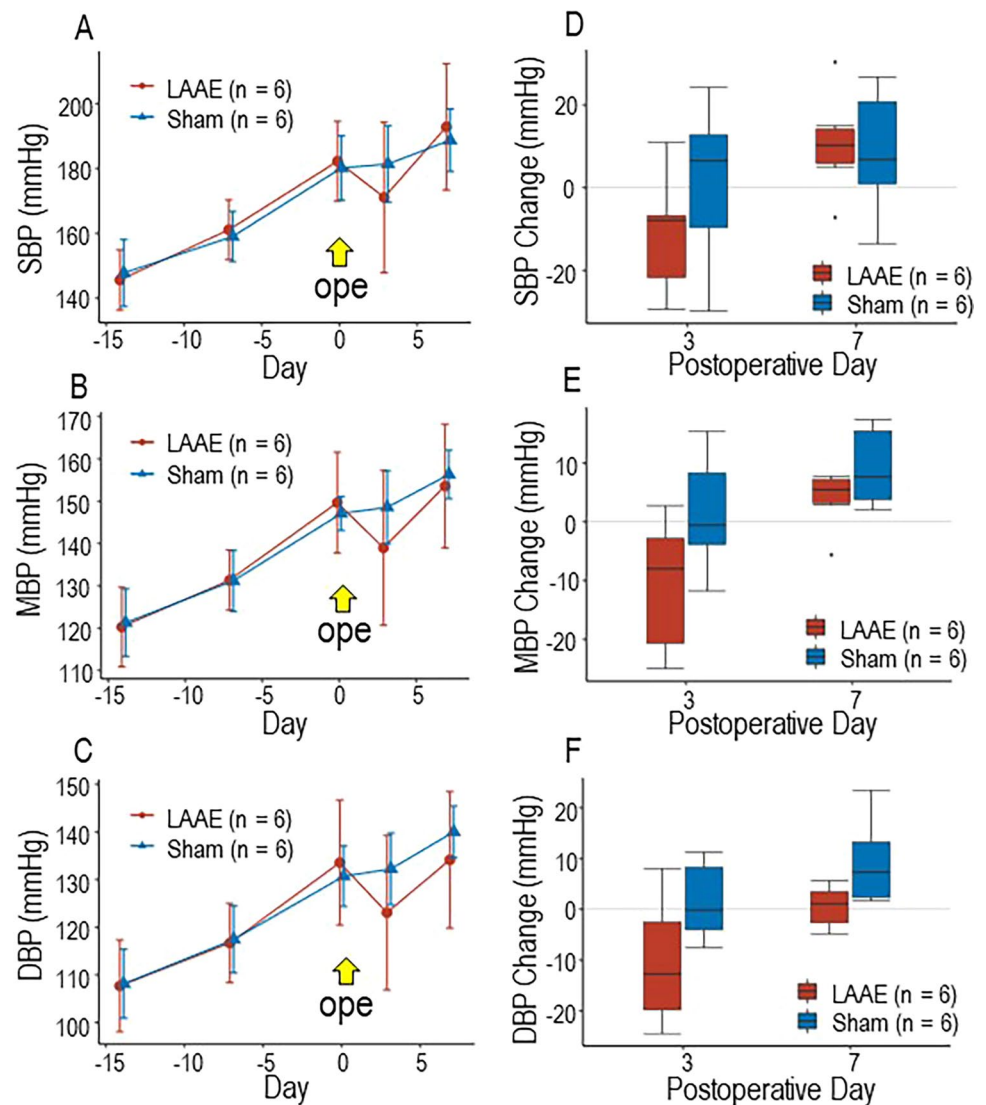 A
LAAE (n = 6)
Sham (n = 6)
SBP (mmHg)
200
180
160
140
ope
-15 -10 -5 0 5
Day
D
SBP Change (mmHg)
20
0
-20
LAAE (n = 6)
Sham (n = 6)
3 7
Postoperative Day
B
LAAE (n = 6)
Sham (n = 6)
MBP (mmHg)
170
160
150
140
130
120
110
ope
-15 -10 -5 0 5
Day
E
MBP Change (mmHg)
10
0
-10
-20
LAAE (n = 6)
Sham (n = 6)
3 7
Postoperative Day
C
LAAE (n = 6)
Sham (n = 6)
DBP (mmHg)
150
140
130
120
110
100
ope
-15 -10 -5 0 5
Day
F
DBP Change (mmHg)
20
10
0
-10
-20
LAAE (n = 6)
Sham (n = 6)
3 7
Postoperative Day